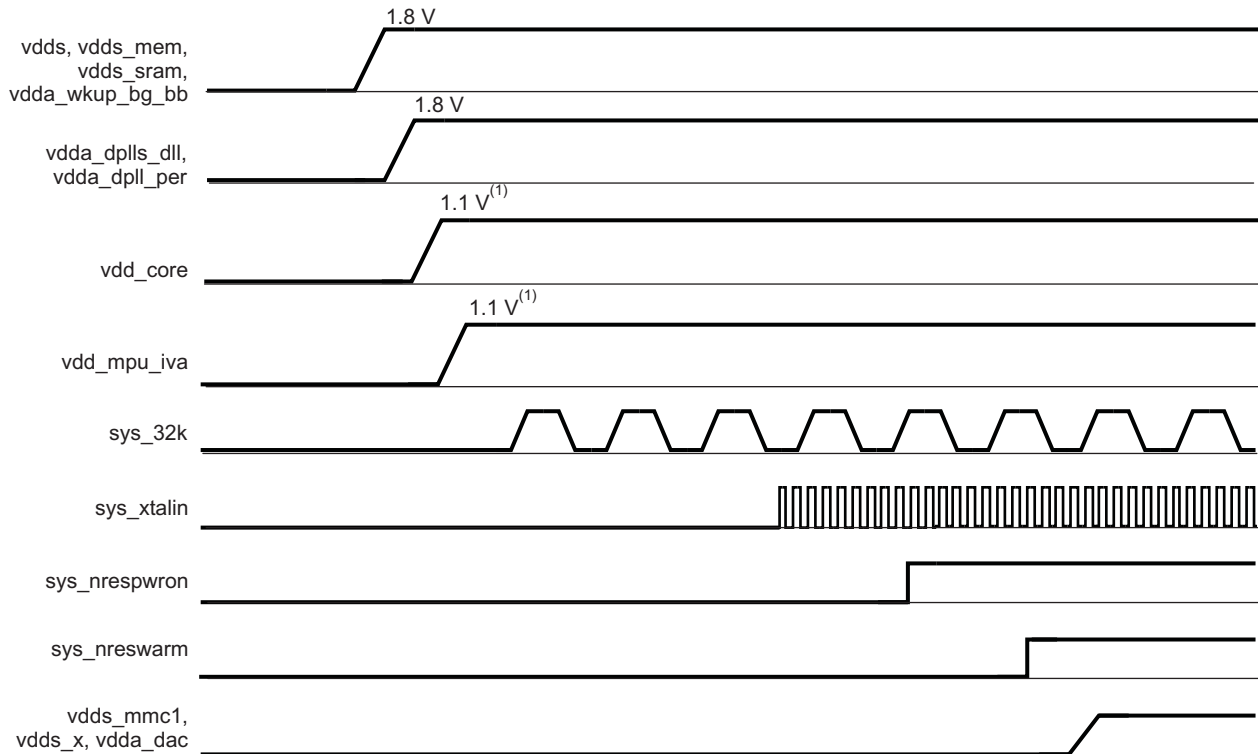 1.8 V
vdds, vdds_mem,
vdds_sram,
vdda_wkup_bg_bb
1.8 V
vdda_dplls_dll,
vdda_dpll_per
1.1 V(1)
vdd_core
1.1 V(1)
vdd_mpu_iva
sys_32k
sys_xtalin
sys_nrespwron
sys_nreswarm
vdds_mmc1,
vdds_x, vdda_dac